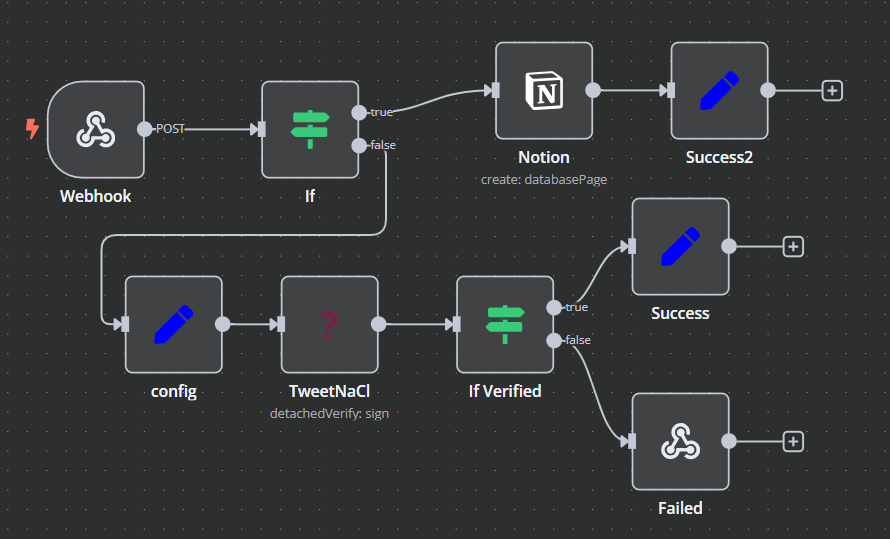 POST
Webhook
true
false
If
N
Notion
create: databasePage
Success2
config
?
TweetNaCl
detachedVerify: sign
true
false
If Verified
Success
Failed